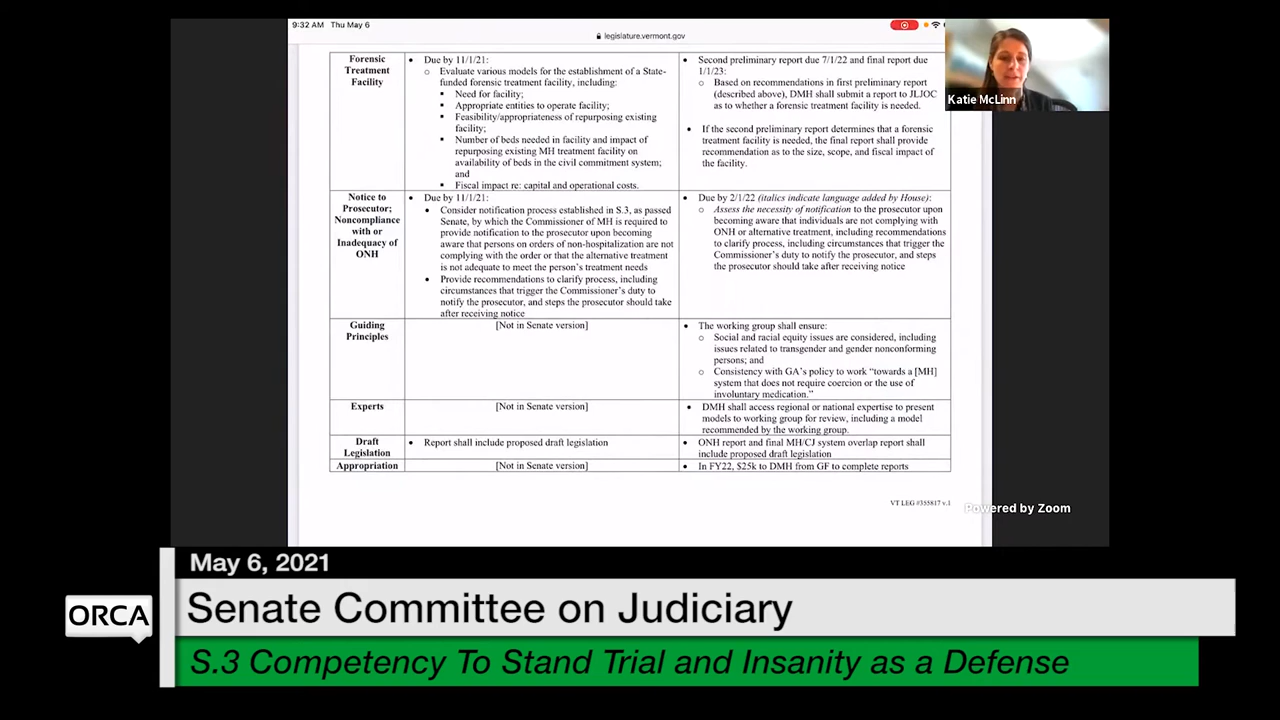 9:32 AM Thu May 6
legislature.vermont.gov
Katie McLinn
Forensic
Treatment
Facility
• Due by 11/1/21:
o Evaluate various models for the establishment of a State-
funded forensic treatment facility, including:
▪ Need for facility;
▪ Appropriate entities to operate facility;
▪ Feasibility/appropriateness of repurposing existing
facility;
▪ Number of beds needed in facility and impact of
repurposing existing MH treatment facility on
availability of beds in the civil commitment system;
and
▪ Fiscal impact re: capital and operational costs.
• Second preliminary report due 7/1/22 and final report due
1/1/23:
o Based on recommendations in first preliminary report
(described above), DMH shall submit a report to JLJOC
as to whether a forensic treatment facility is needed.
• If the second preliminary report determines that a forensic
treatment facility is needed, the final report shall provide
recommendation as to the size, scope, and fiscal impact of
the facility.
Notice to
Prosecutor;
Noncompliance
with or
Inadequacy of
ONH
• Due by 11/1/21:
• Consider notification process established in S.3, as passed
Senate, by which the Commissioner of MH is required to
provide notification to the prosecutor upon becoming
aware that persons on orders of non-hospitalization are not
complying with the order or that the alternative treatment
is not adequate to meet the person's treatment needs
• Provide recommendations to clarify process, including
circumstances that trigger the Commissioner's duty to
notify the prosecutor, and steps the prosecutor should take
after receiving notice
• Due by 2/1/22 (italics indicate language added by House):
o Assess the necessity of notification to the prosecutor upon
becoming aware that individuals are not complying with
ONH or alternative treatment, including recommendations
to clarify process, including circumstances that trigger the
Commissioner's duty to notify the prosecutor, and steps
the prosecutor should take after receiving notice
Guiding
Principles
[Not in Senate version]
• The working group shall ensure:
o Social and racial equity issues are considered, including
issues related to transgender and gender nonconforming
persons; and
o Consistency with GA's policy to work "towards a [MH]
system that does not require coercion or the use of
involuntary medication."
Experts
[Not in Senate version]
• DMH shall access regional or national expertise to present
models to working group for review, including a model
recommended by the working group.
Draft
Legislation
• Report shall include proposed draft legislation
• ONH report and final MH/CJ system overlap report shall
include proposed draft legislation
Appropriation
[Not in Senate version]
• In FY22, $25k to DMH from GF to complete reports
VT LEG #355817 v.1
Powered by Zoom
May 6, 2021
ORCA
Senate Committee on Judiciary
S.3 Competency To Stand Trial and Insanity as a Defense